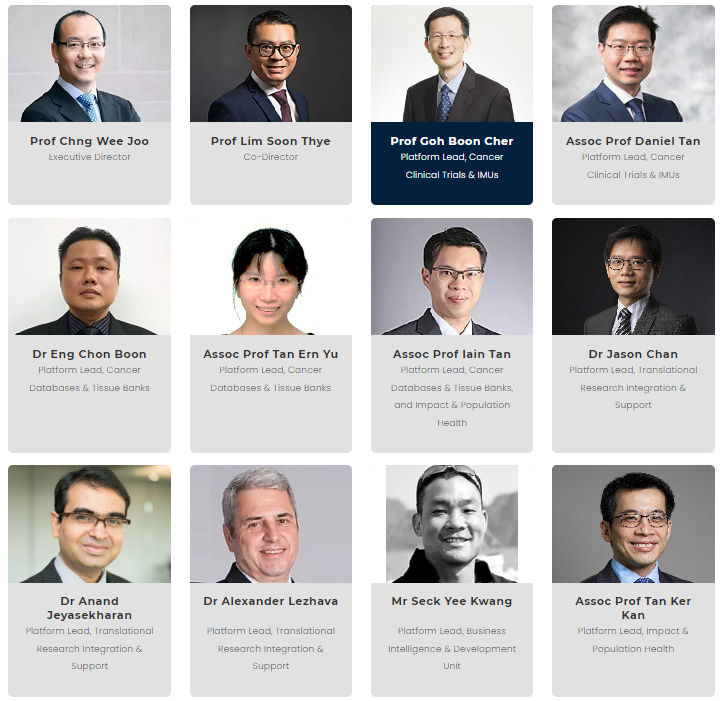 Prof Chng Wee Joo
Executive Director
Prof Lim Soon Thye
Co-Director
Prof Goh Boon Cher
Platform Lead, Cancer
Clinical Trials & IMUs
Assoc Prof Daniel Tan
Platform Lead, Cancer
Clinical Trials & IMUs
Dr Eng Chon Boon
Platform Lead, Cancer
Databases & Tissue Banks
Assoc Prof Tan Ern Yu
Platform Lead, Cancer
Databases & Tissue Banks
Assoc Prof Iain Tan
Platform Lead, Cancer
Databases & Tissue Banks,
and Impact & Population
Health
Dr Jason Chan
Platform Lead, Translational
Research Integration &
Support
Dr Anand
Jeyasekharan
Platform Lead, Translational
Research Integration &
Support
Dr Alexander Lezhava
Platform Lead, Translational
Research Integration &
Support
Mr Seck Yee Kwang
Platform Lead, Business
Intelligence & Development
Unit
Assoc Prof Tan Ker
Kan
Platform Lead, Impact &
Population Health